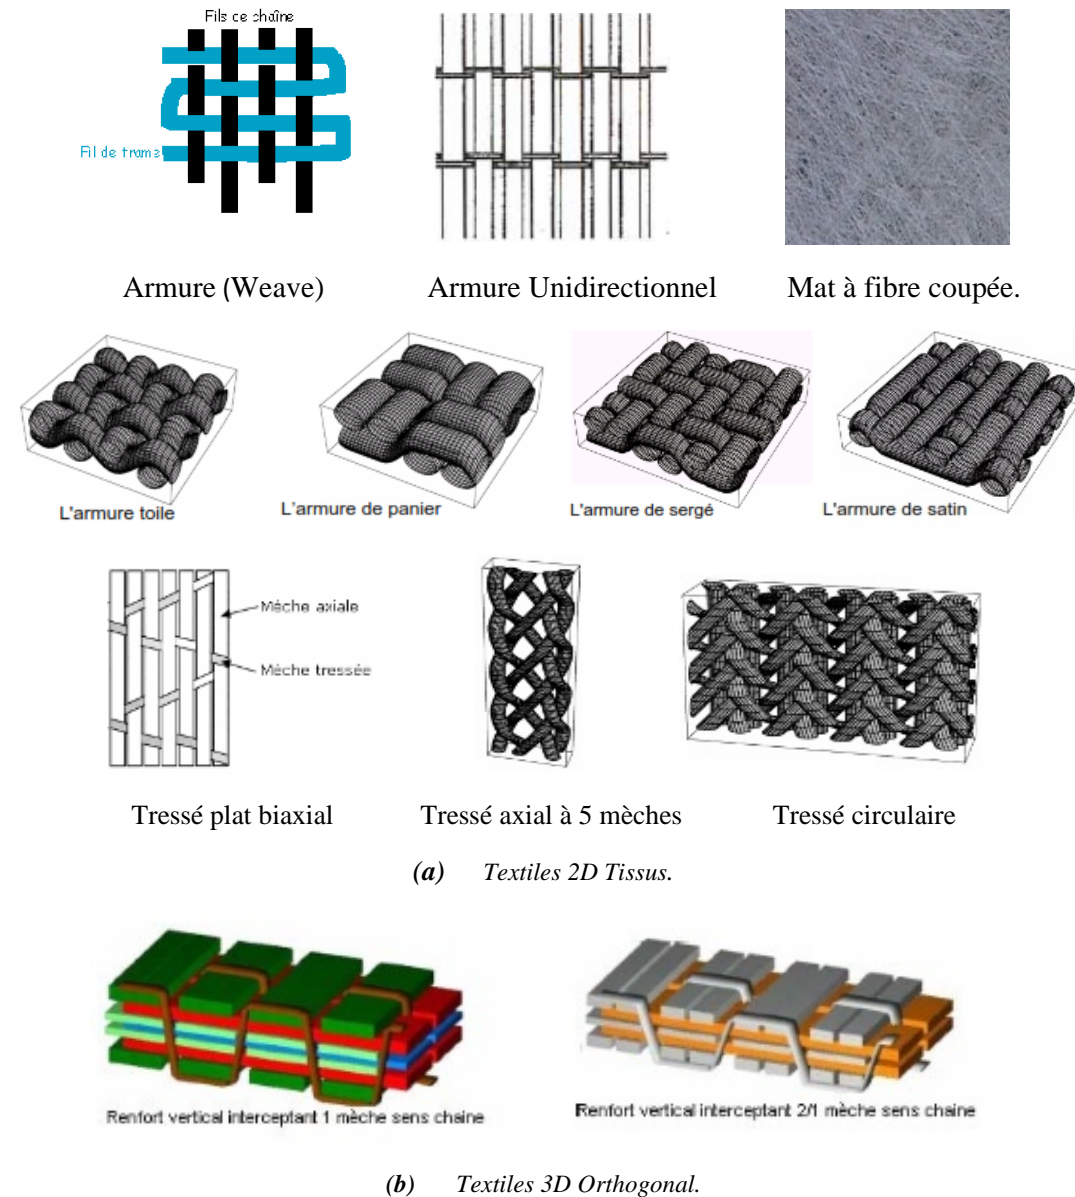 Fils ce chaîne
Fil de trame
Armure (Weave)
Armure Unidirectionnel
Mat à fibre coupée.
L'armure toile
L'armure de panier
L'armure de sergé
L'armure de satin
Mèche axiale
Mèche tressée
Tressé plat biaxial
Tressé axial à 5 mèches
Tressé circulaire
(a) Textiles 2D Tissus.
Renfort vertical interceptant 1 mèche sens chaine
Renfort vertical interceptant 2/1 mèche sens chaine
(b) Textiles 3D Orthogonal.